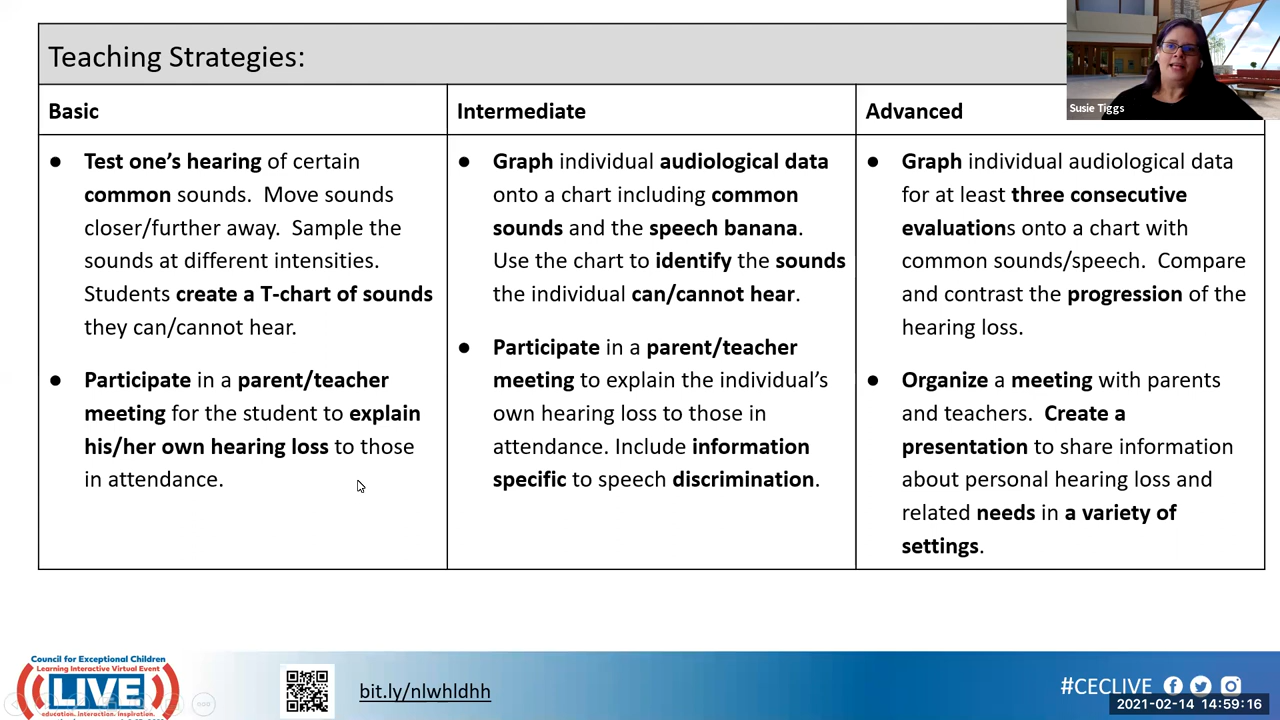 Teaching Strategies:
Susie Tiggs
Basic
● Test one's hearing of certain
common sounds. Move sounds
closer/further away. Sample the
sounds at different intensities.
Students create a T-chart of sounds
they can/cannot hear.
● Participate in a parent/teacher
meeting for the student to explain
his/her own hearing loss to those
in attendance.
Intermediate
● Graph individual audiological data
onto a chart including common
sounds and the speech banana.
Use the chart to identify the sounds
the individual can/cannot hear.
● Participate in a parent/teacher
meeting to explain the individual's
own hearing loss to those in
attendance. Include information
specific to speech discrimination.
Advanced
● Graph individual audiological data
for at least three consecutive
evaluations onto a chart with
common sounds/speech. Compare
and contrast the progression of the
hearing loss.
● Organize a meeting with parents
and teachers. Create a
presentation to share information
about personal hearing loss and
related needs in a variety of
settings.
Council for Exceptional Children
Learning Interactive Virtual Event
LIVE
education. interaction. inspiration.
bit.ly/nlwhldhh
#CECLIVE
2021-02-14 14:59:16